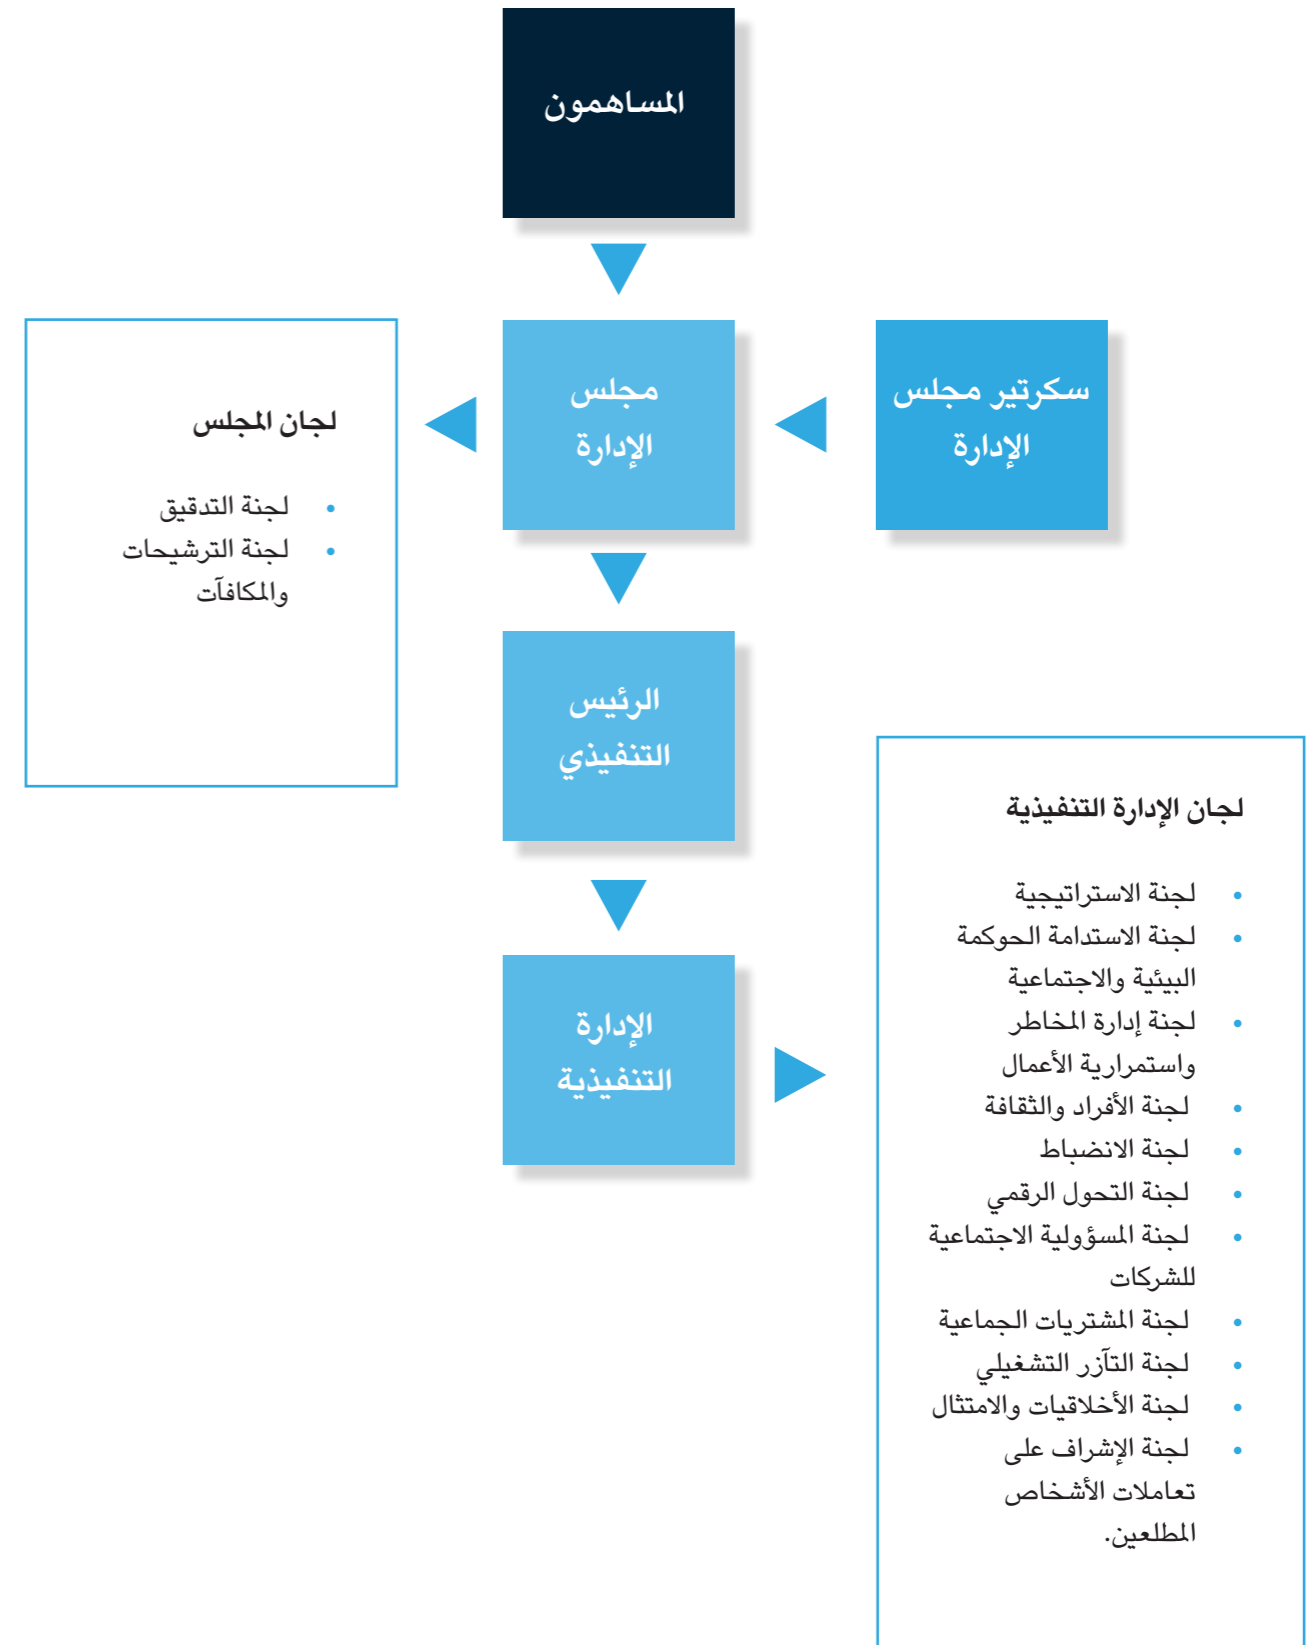 المساهمون
سكرتير مجلس
الإدارة
مجلس
الإدارة
لجان المجلس
• لجنة التدقيق
• لجنة الترشيحات
والمكافآت
الرئيس
التنفيذي
الإدارة
التنفيذية
لجان الإدارة التنفيذية
• لجنة الاستراتيجية
• لجنة الاستدامة الحوكمة
البيئية والاجتماعية
• لجنة إدارة المخاطر
واستمرارية الأعمال
• لجنة الأفراد والثقافة
• لجنة الانضباط
• لجنة التحول الرقمي
• لجنة المسؤولية الاجتماعية
للشركات
• لجنة المشتريات الجماعية
• لجنة التآزر التشغيلي
• لجنة الأخلاقيات والامتثال
• لجنة الإشراف على
تعاملات الأشخاص
المطلعين.